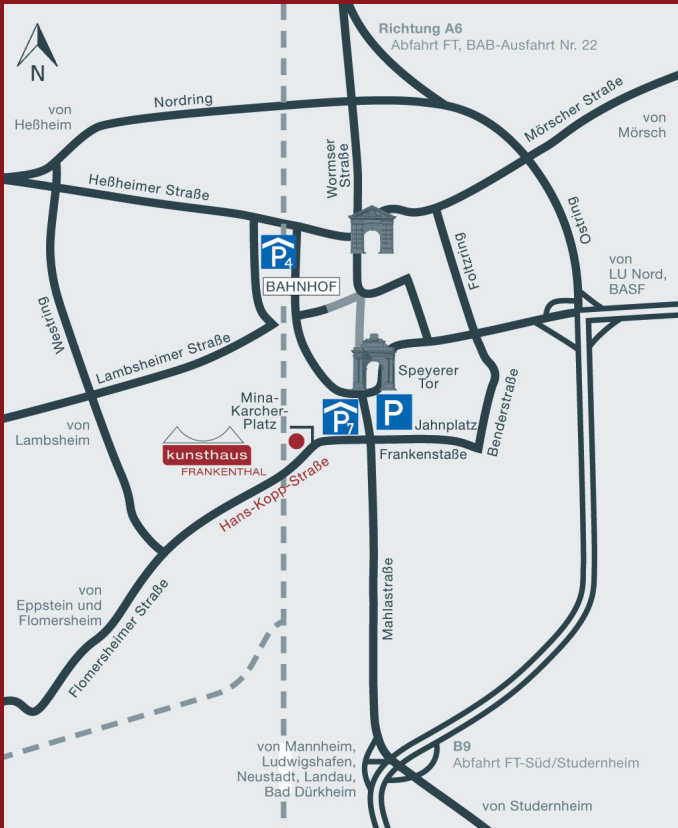 Richtung A6
Abfahrt FT, BAB-Ausfahrt Nr. 22
N
Nordring
von
Heßheim
Mörscher Straße
von
Mörsch
Wormser
Straße
Heßheimer Straße
Ostring
Foltzring
P4
BAHNHOF
von
LU Nord,
BASF
Westring
Lambsheimer Straße
Speyerer
Tor
Mina-
Karcher-
Platz
Benderstraße
P7
P
Jahnplatz
von
Lambsheim
kunsthaus
FRANKENTHAL
Frankenstaße
Hans-Kopp-Straße
von
Eppstein und
Flomersheim
Flomersheimer Straße
Mahlastraße
von Mannheim,
Ludwigshafen,
Neustadt, Landau,
Bad Dürkheim
B9
Abfahrt FT-Süd/Studernheim
von Studernheim